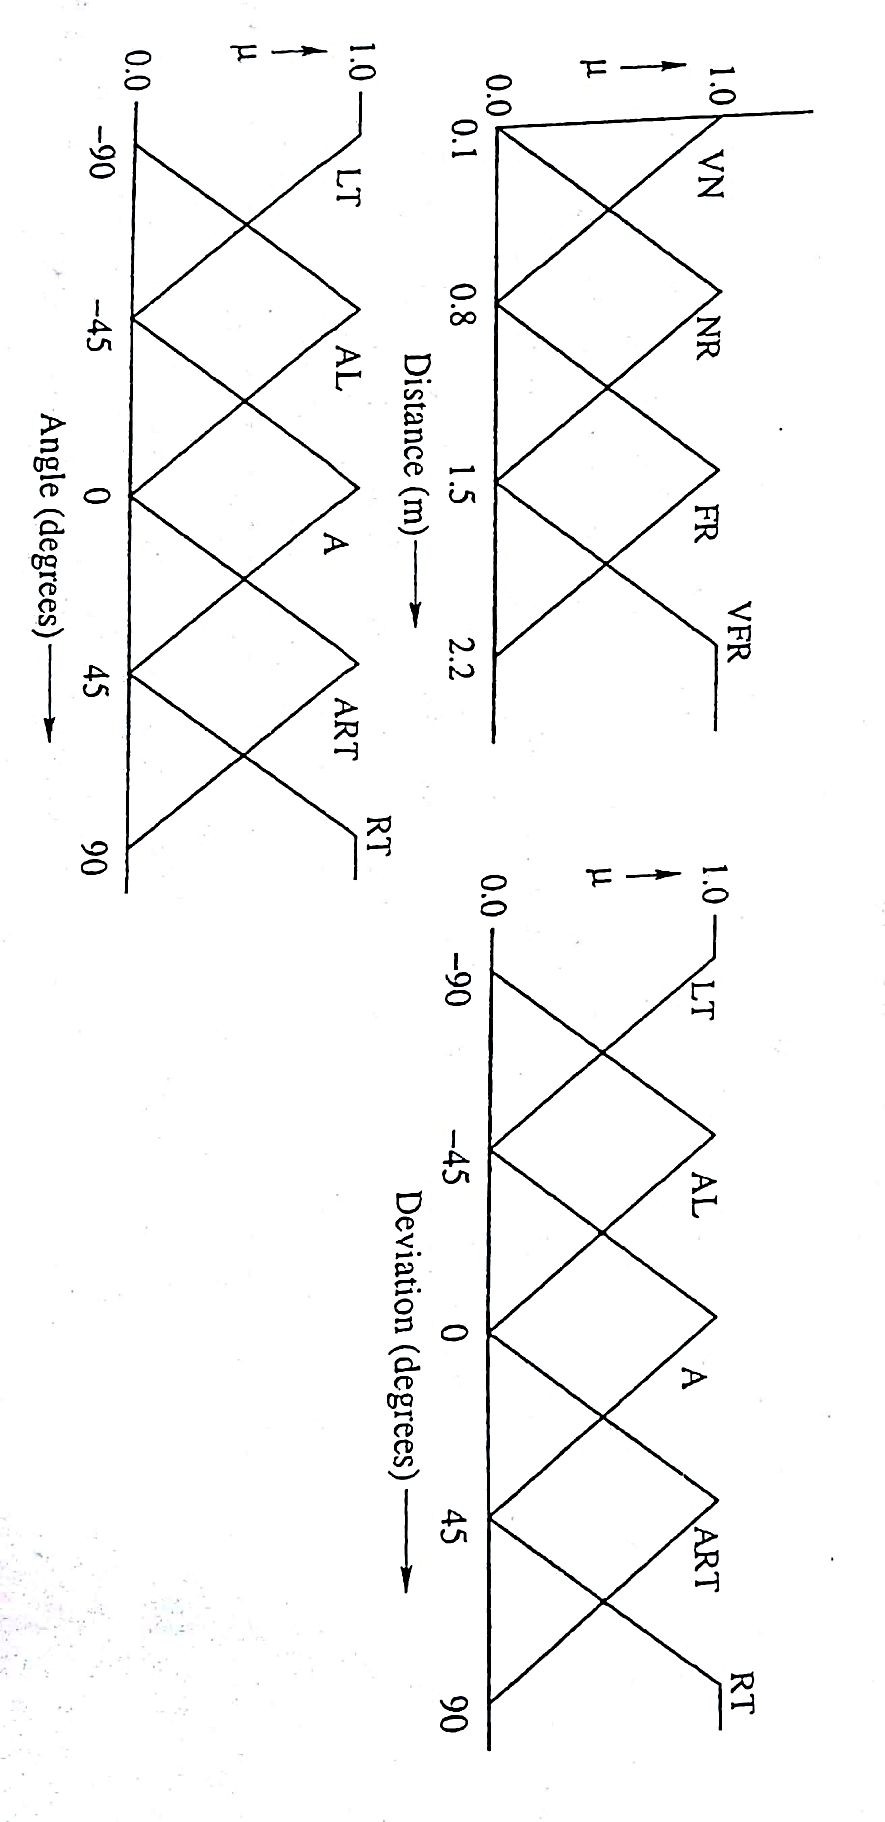 1.0
μ
0.0
VN NR FR VFR
0.1 0.8 1.5 2.2
Distance (m)
1.0
μ
0.0
LT AL A ART RT
−90 −45 0 45 90
Angle (degrees)
1.0
μ
0.0
LT AL A ART RT
−90 −45 0 45 90
Deviation (degrees)